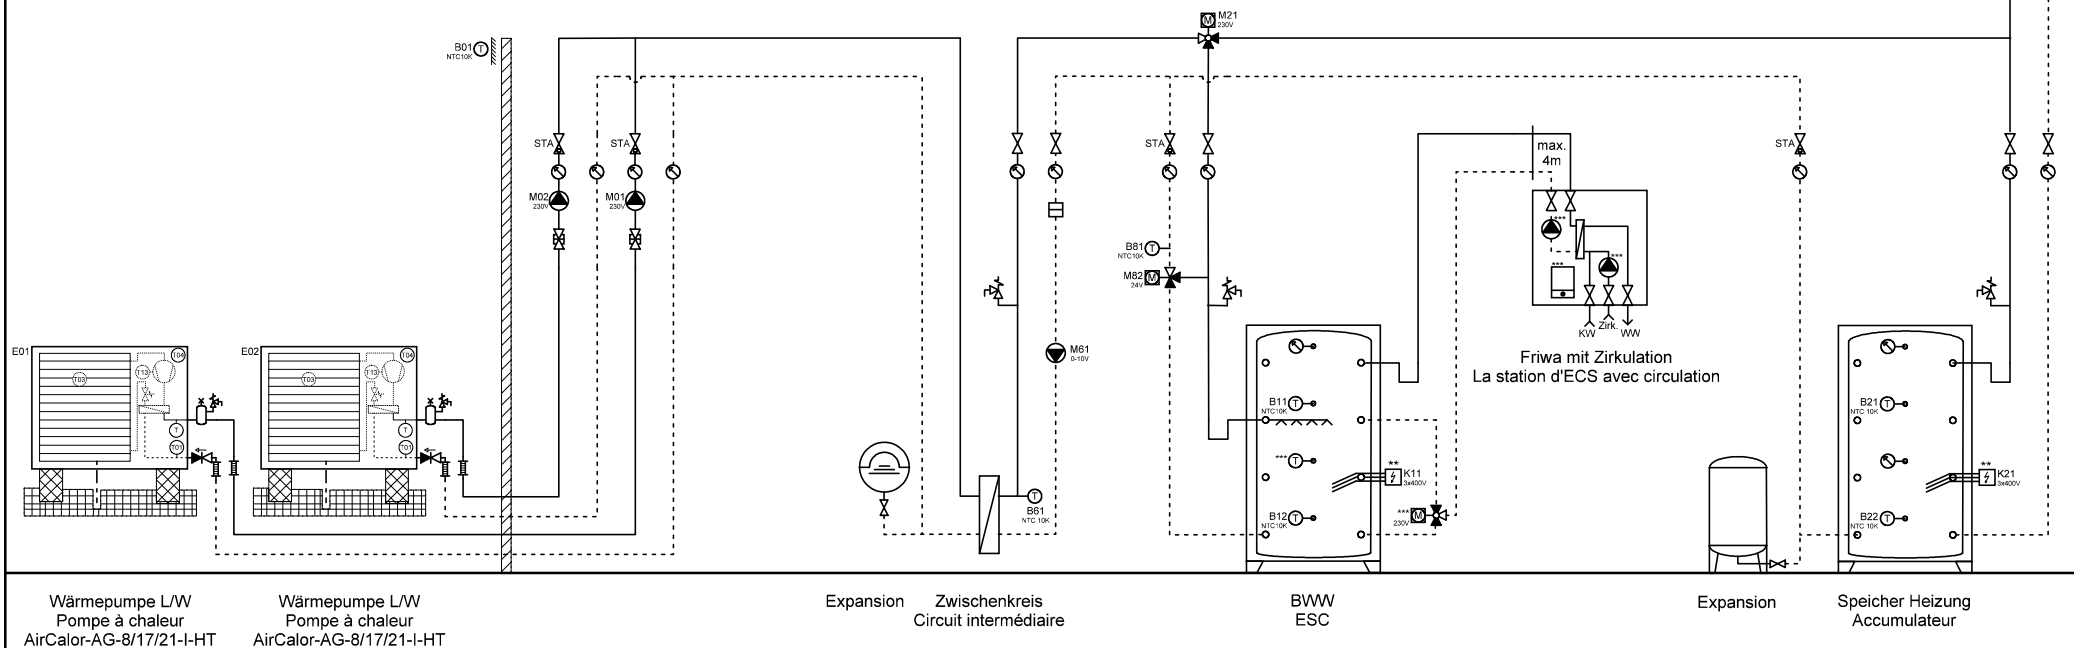 M21
230V
B01
T
NTC10K
M
STA
STA
STA
STA
max.
4m
M02
230V
M01
230V
***
***
***
B81
T
NTC10K
M82
24V
M
KW
Zirk.
WW
M61
0-10V
Friwa mit Zirkulation
La station d'ECS avec circulation
E01
T04
T03
T13
T
T01
E02
T04
T03
T13
T
T01
B11
NTC10K
T
***
T
**
K11
3x400V
B12
NTC10K
T
***
230V
M
B21
NTC 10K
T
**
K21
3x400V
B22
NTC 10K
T
T
B61
NTC 10K
Wärmepumpe L/W
Pompe à chaleur
AirCalor-AG-8/17/21-I-HT
Wärmepumpe L/W
Pompe à chaleur
AirCalor-AG-8/17/21-I-HT
Expansion
Zwischenkreis
Circuit intermédiaire
BWW
ESC
Expansion
Speicher Heizung
Accumulateur